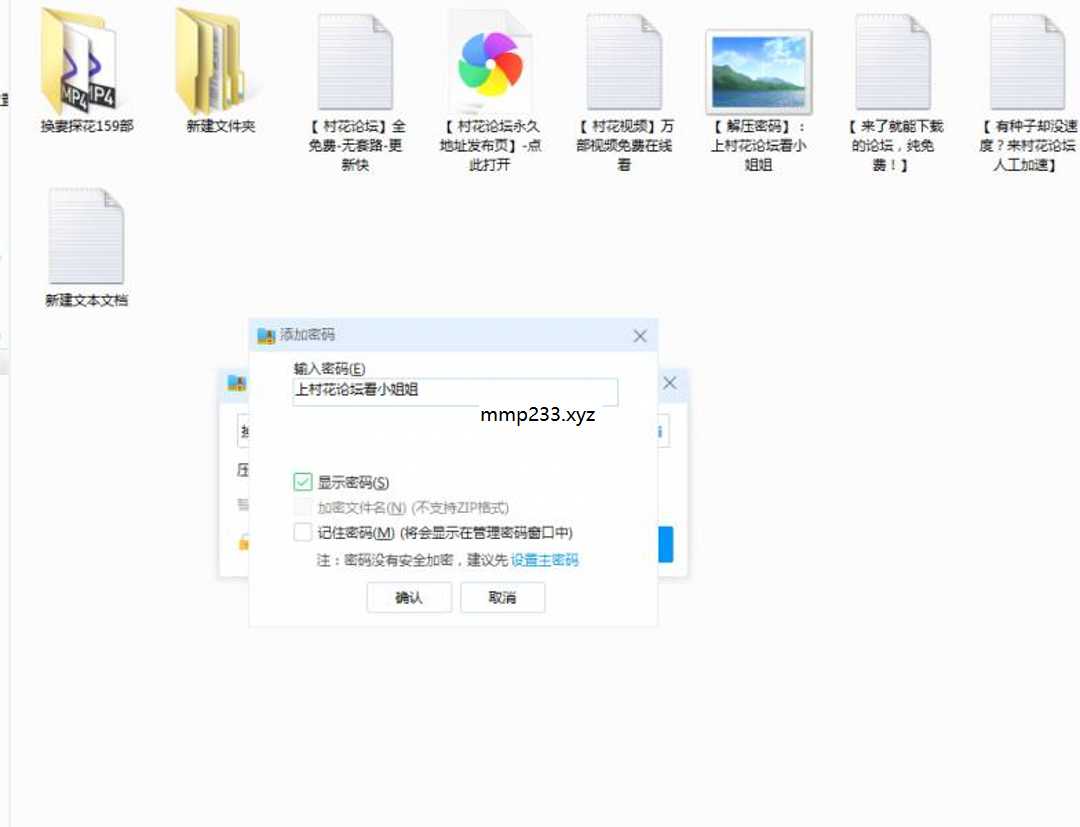 MP4
MP4
换妻探花159部
新建文件夹
【 村花论坛】全
免费-无套路-更
新快
【 村花论坛永久
地址发布页】-点
此打开
【 村花视频】万
部视频免费在线
看
【 解压密码】：
上村花论坛看小
姐姐
【 来了就能下载
的论坛，纯免
费！】
【 有种子却没速
度？来村花论坛
人工加速】
新建文本文档
添加密码
输入密码(E)
上村花论坛看小姐姐
mmp233.xyz
压
显示密码(S)
加密文件名(N) (不支持ZIP格式)
记住密码(M) (将会显示在管理密码窗口中)
注：密码没有安全加密，建议先设置主密码
确认
取消